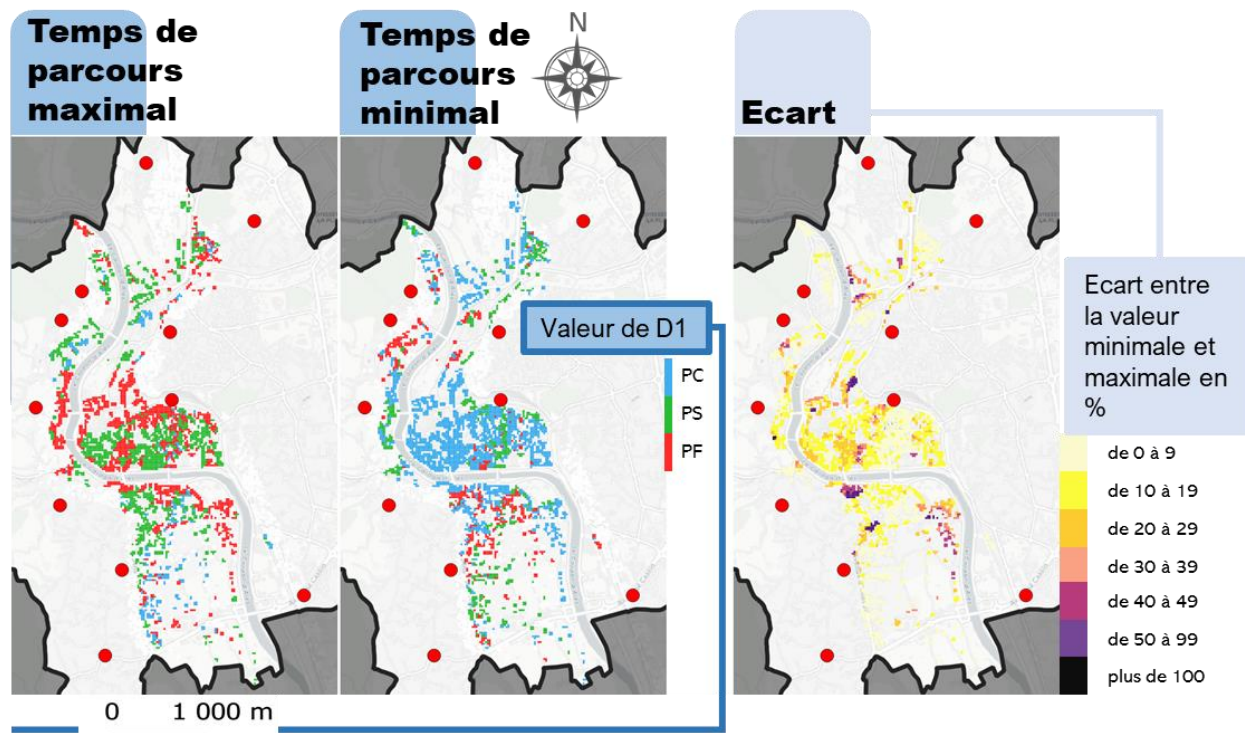 Temps de
parcours
maximal
Temps de
parcours
minimal
N
Ecart
Valeur de D1
PC
PS
PF
Ecart entre
la valeur
minimale et
maximale en
%
de 0 à 9
de 10 à 19
de 20 à 29
de 30 à 39
de 40 à 49
de 50 à 99
plus de 100
0 1 000 m